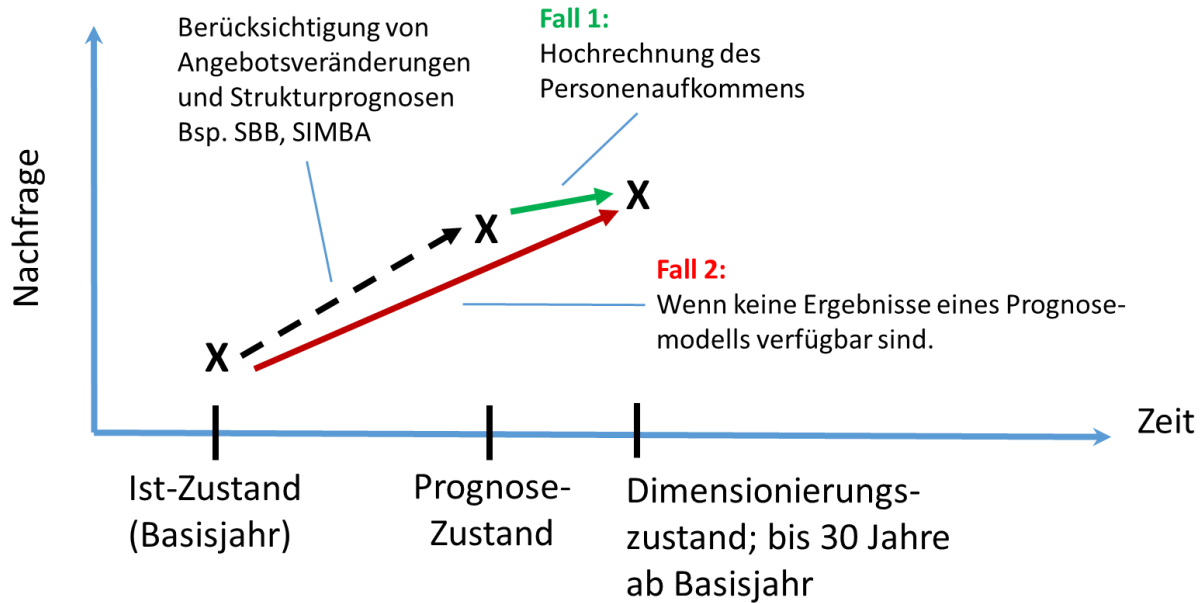 Berücksichtigung von
Angebotsveränderungen
und Strukturprognosen
Bsp. SBB, SIMBA
Fall 1:
Hochrechnung des
Personenaufkommens
Nachfrage
X
X
X
Fall 2:
Wenn keine Ergebnisse eines Prognose-
modells verfügbar sind.
Zeit
Ist-Zustand
(Basisjahr)
Prognose-
Zustand
Dimensionierungs-
zustand; bis 30 Jahre
ab Basisjahr